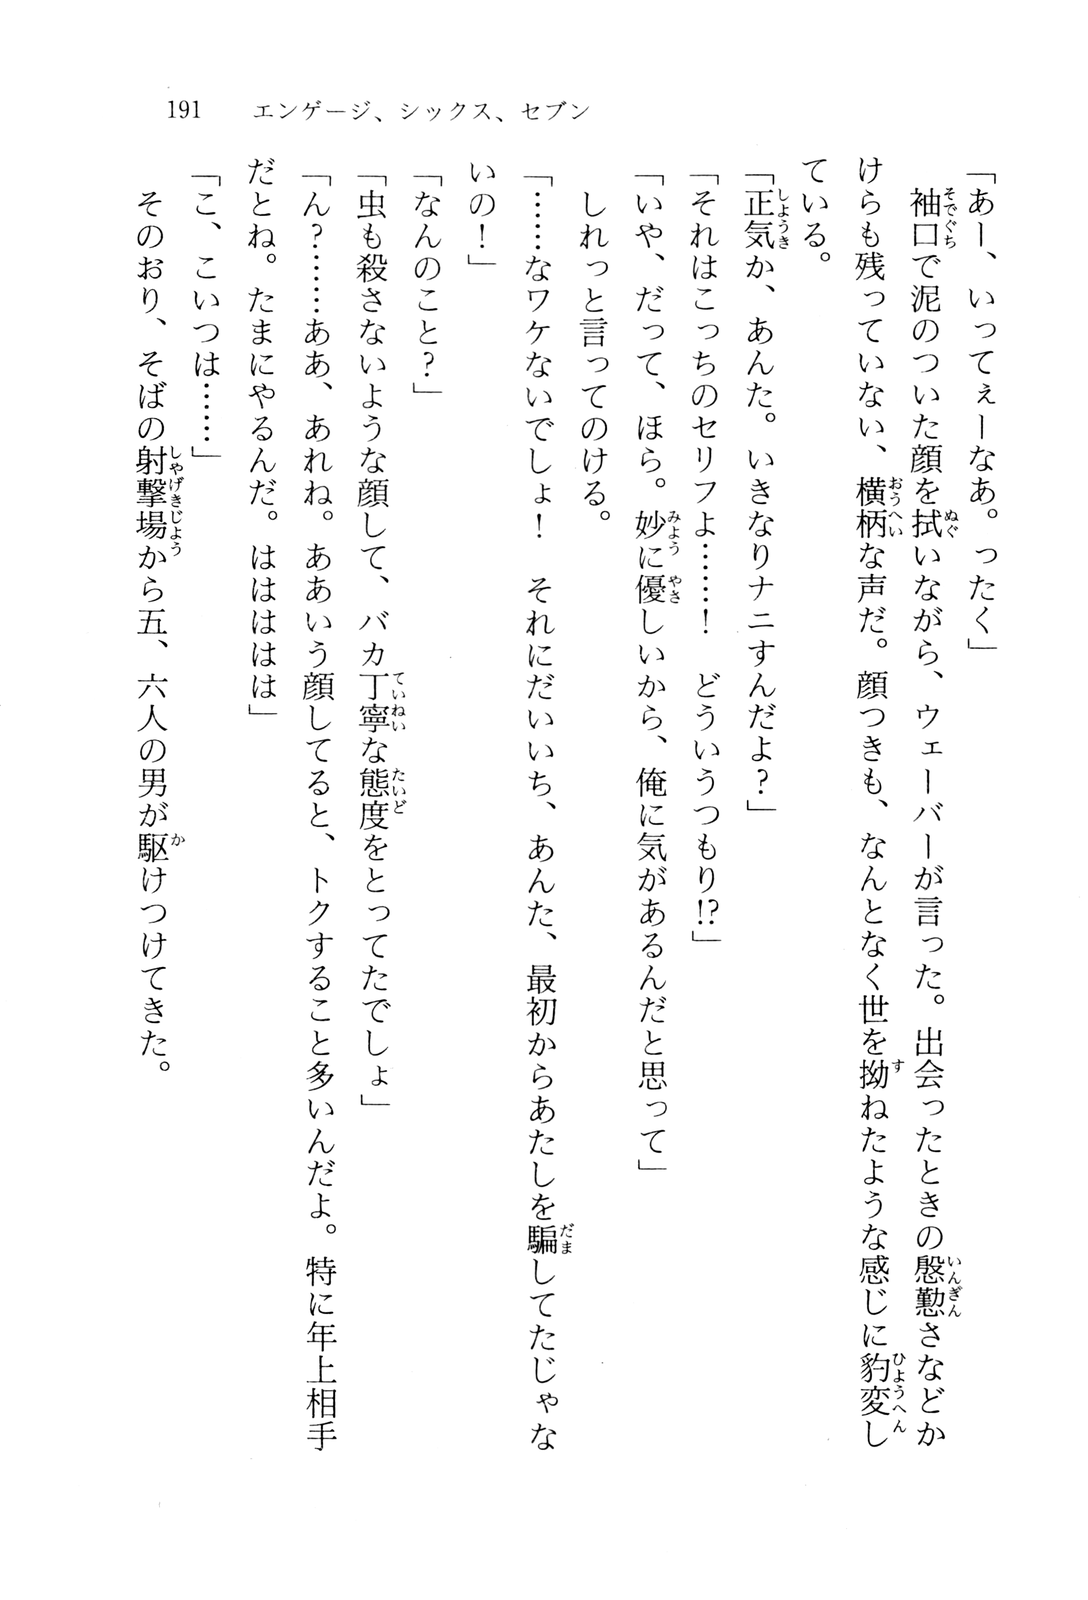 191　エンゲージ、シックス、セブン
「あー、いってぇーなあ。ったく」
　袖口で泥のついた顔を拭いながら、ウェーバーが言った。出会ったときの慇懃さなどか
けらも残っていない、横柄な声だ。顔つきも、なんとなく世を拗ねたような感じに豹変し
ている。
「正気か、あんた。いきなりナニすんだよ？」
「それはこっちのセリフよ……！　どういうつもり!?」
「いや、だって、ほら。妙に優しいから、俺に気があるんだと思って」
　しれっと言ってのける。
「……なワケないでしょ！　それにだいいち、あんた、最初からあたしを騙してたじゃな
いの！」
「なんのこと？」
「虫も殺さないような顔して、バカ丁寧な態度をとってたでしょ」
「ん？……ああ、あれね。ああいう顔してると、トクすること多いんだよ。特に年上相手
だとね。たまにやるんだ。はははははは」
「こ、こいつは……」
　そのおり、そばの射撃場から五、六人の男が駆けつけてきた。